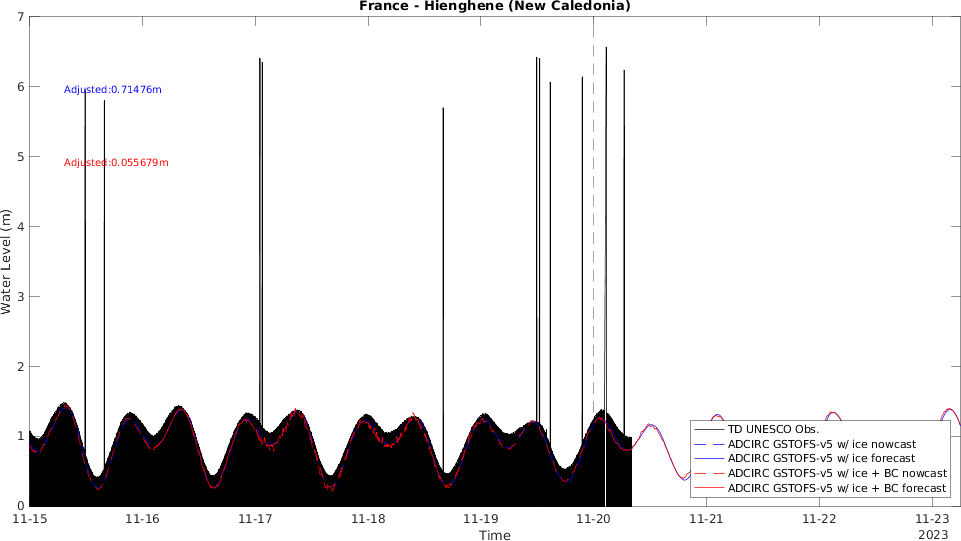 France - Hienghene (New Caledonia)
7
6
5
4
3
2
1
0
Water Level (m)
Adjusted:0.71476m
Adjusted:0.055679m
TD UNESCO Obs.
ADCIRC GSTOFS-v5 w/ ice nowcast
ADCIRC GSTOFS-v5 w/ ice forecast
ADCIRC GSTOFS-v5 w/ ice + BC nowcast
ADCIRC GSTOFS-v5 w/ ice + BC forecast
11-15 11-16 11-17 11-18 11-19 11-20 11-21 11-22 11-23
Time
2023